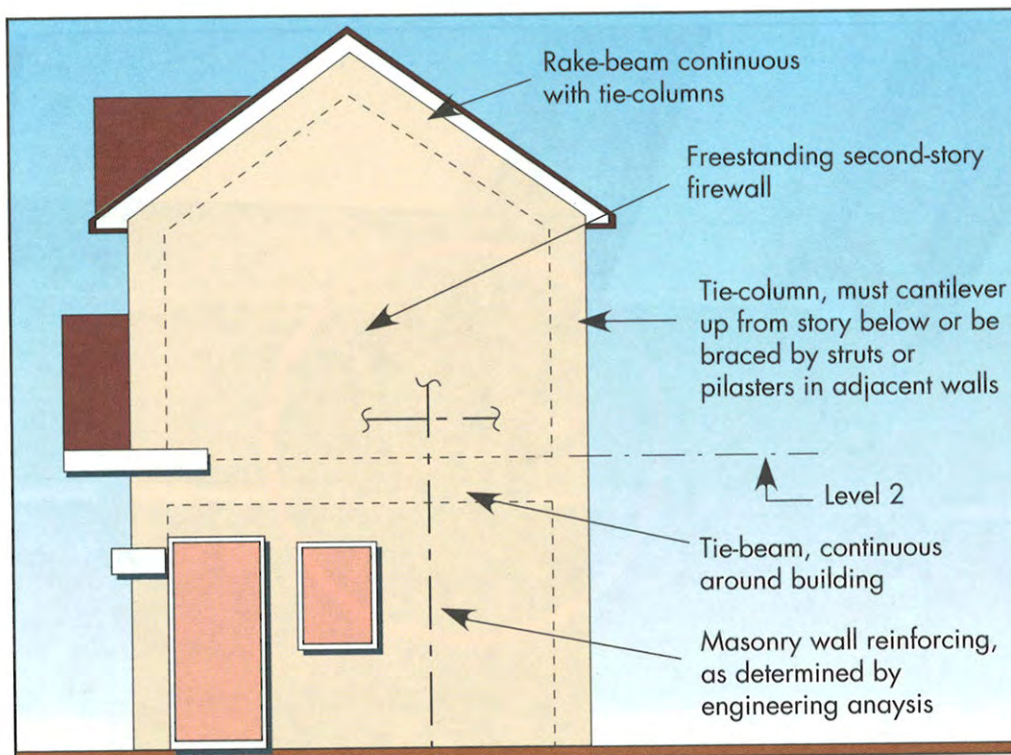 Rake-beam continuous
with tie-columns
Freestanding second-story
firewall
Tie-column, must cantilever
up from story below or be
braced by struts or
pilasters in adjacent walls
Level 2
Tie-beam, continuous
around building
Masonry wall reinforcing,
as determined by
engineering anaysis